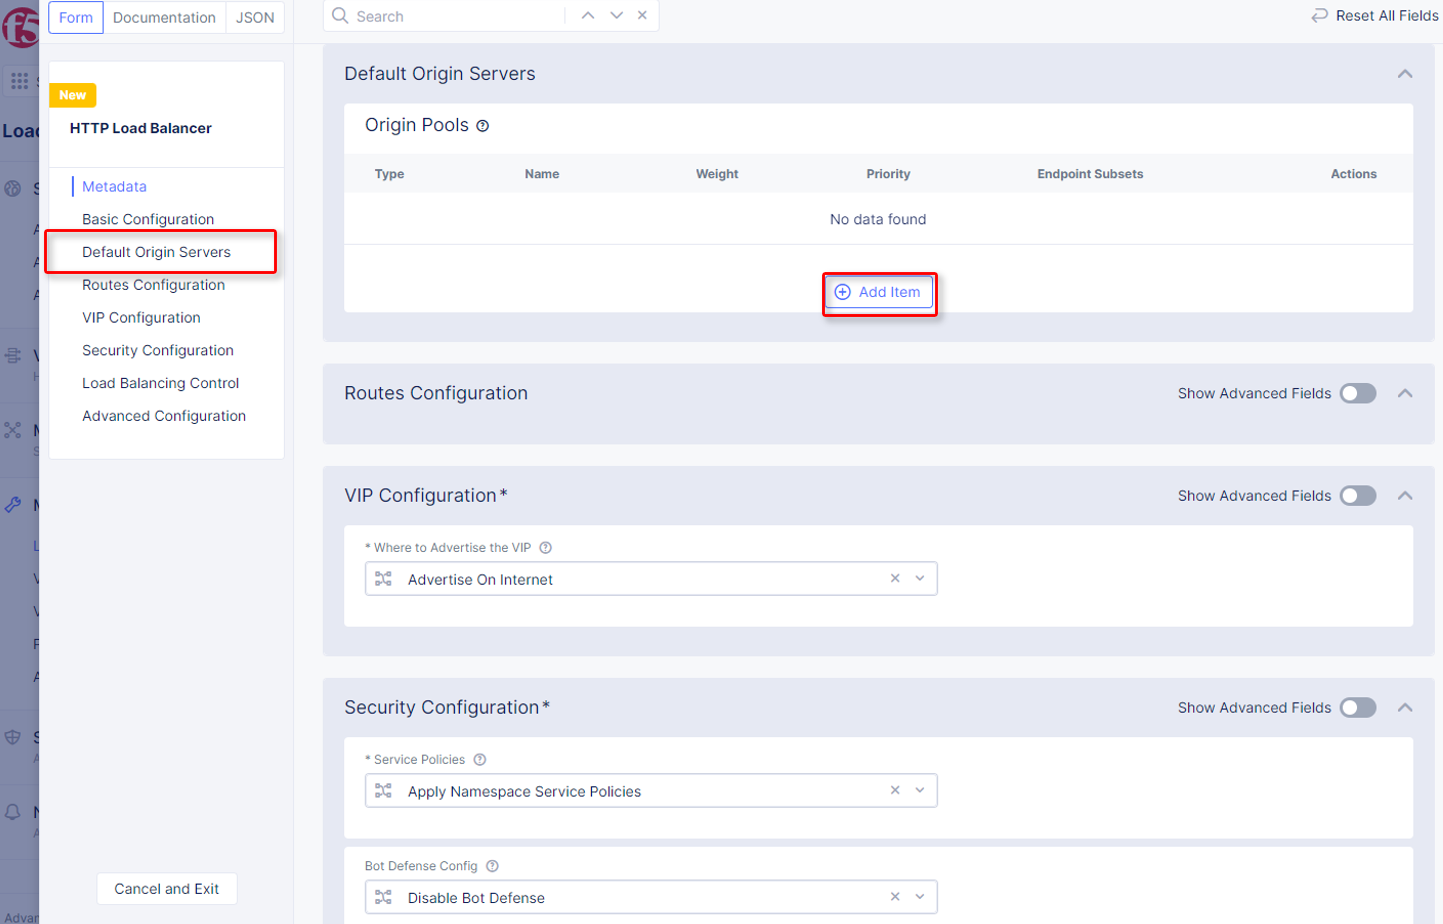 Form Documentation JSON
Search
Reset All Fields
f5
New
HTTP Load Balancer
Metadata
Basic Configuration
Default Origin Servers
Routes Configuration
VIP Configuration
Security Configuration
Load Balancing Control
Advanced Configuration
Cancel and Exit
Default Origin Servers
Origin Pools
Type Name Weight Priority Endpoint Subsets Actions
No data found
Add Item
Routes Configuration Show Advanced Fields
VIP Configuration* Show Advanced Fields
* Where to Advertise the VIP
Advertise On Internet
Security Configuration* Show Advanced Fields
* Service Policies
Apply Namespace Service Policies
Bot Defense Config
Disable Bot Defense